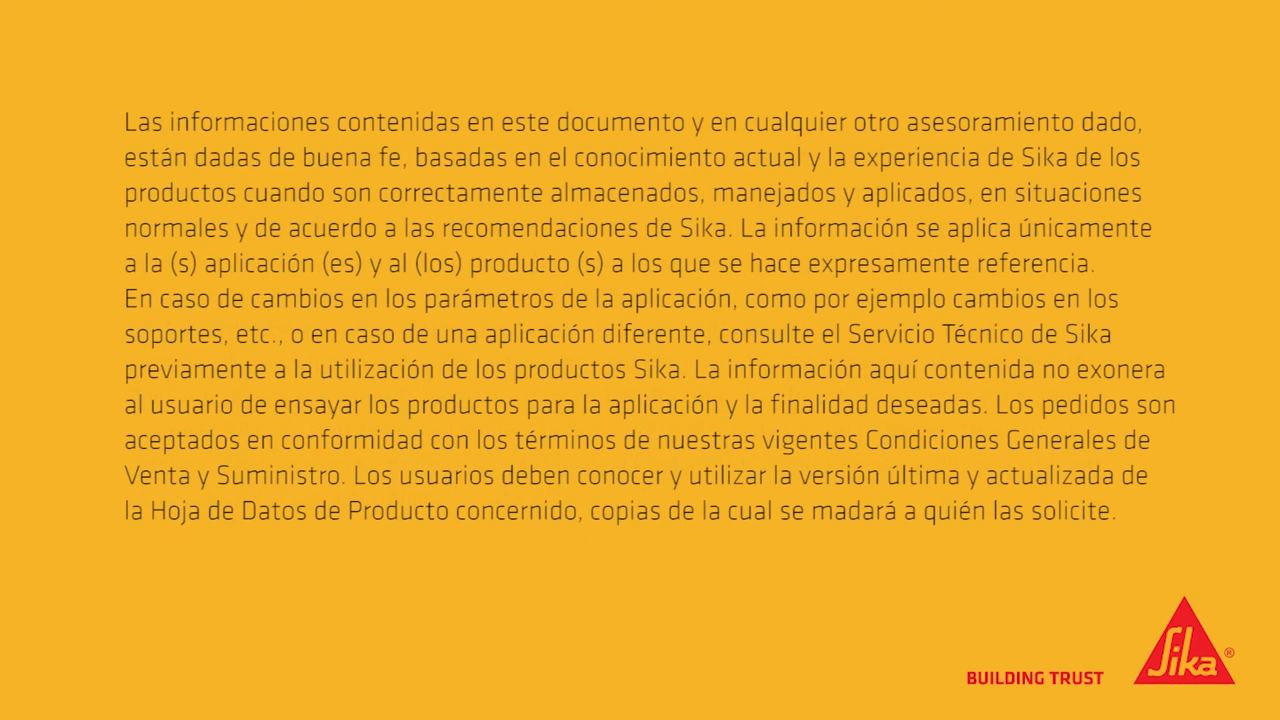 Las informaciones contenidas en este documento y en cualquier otro asesoramiento dado,
están dadas de buena fe, basadas en el conocimiento actual y la experiencia de Sika de los
productos cuando son correctamente almacenados, manejados y aplicados, en situaciones
normales y de acuerdo a las recomendaciones de Sika. La información se aplica únicamente
a la (s) aplicación (es) y al (los) producto (s) a los que se hace expresamente referencia.
En caso de cambios en los parámetros de la aplicación, como por ejemplo cambios en los
soportes, etc., o en caso de una aplicación diferente, consulte el Servicio Técnico de Sika
previamente a la utilización de los productos Sika. La información aquí contenida no exonera
al usuario de ensayar los productos para la aplicación y la finalidad deseadas. Los pedidos son
aceptados en conformidad con los términos de nuestras vigentes Condiciones Generales de
Venta y Suministro. Los usuarios deben conocer y utilizar la versión última y actualizada de
la Hoja de Datos de Producto concernido, copias de la cual se madará a quién las solicite.
BUILDING TRUST
Sika®